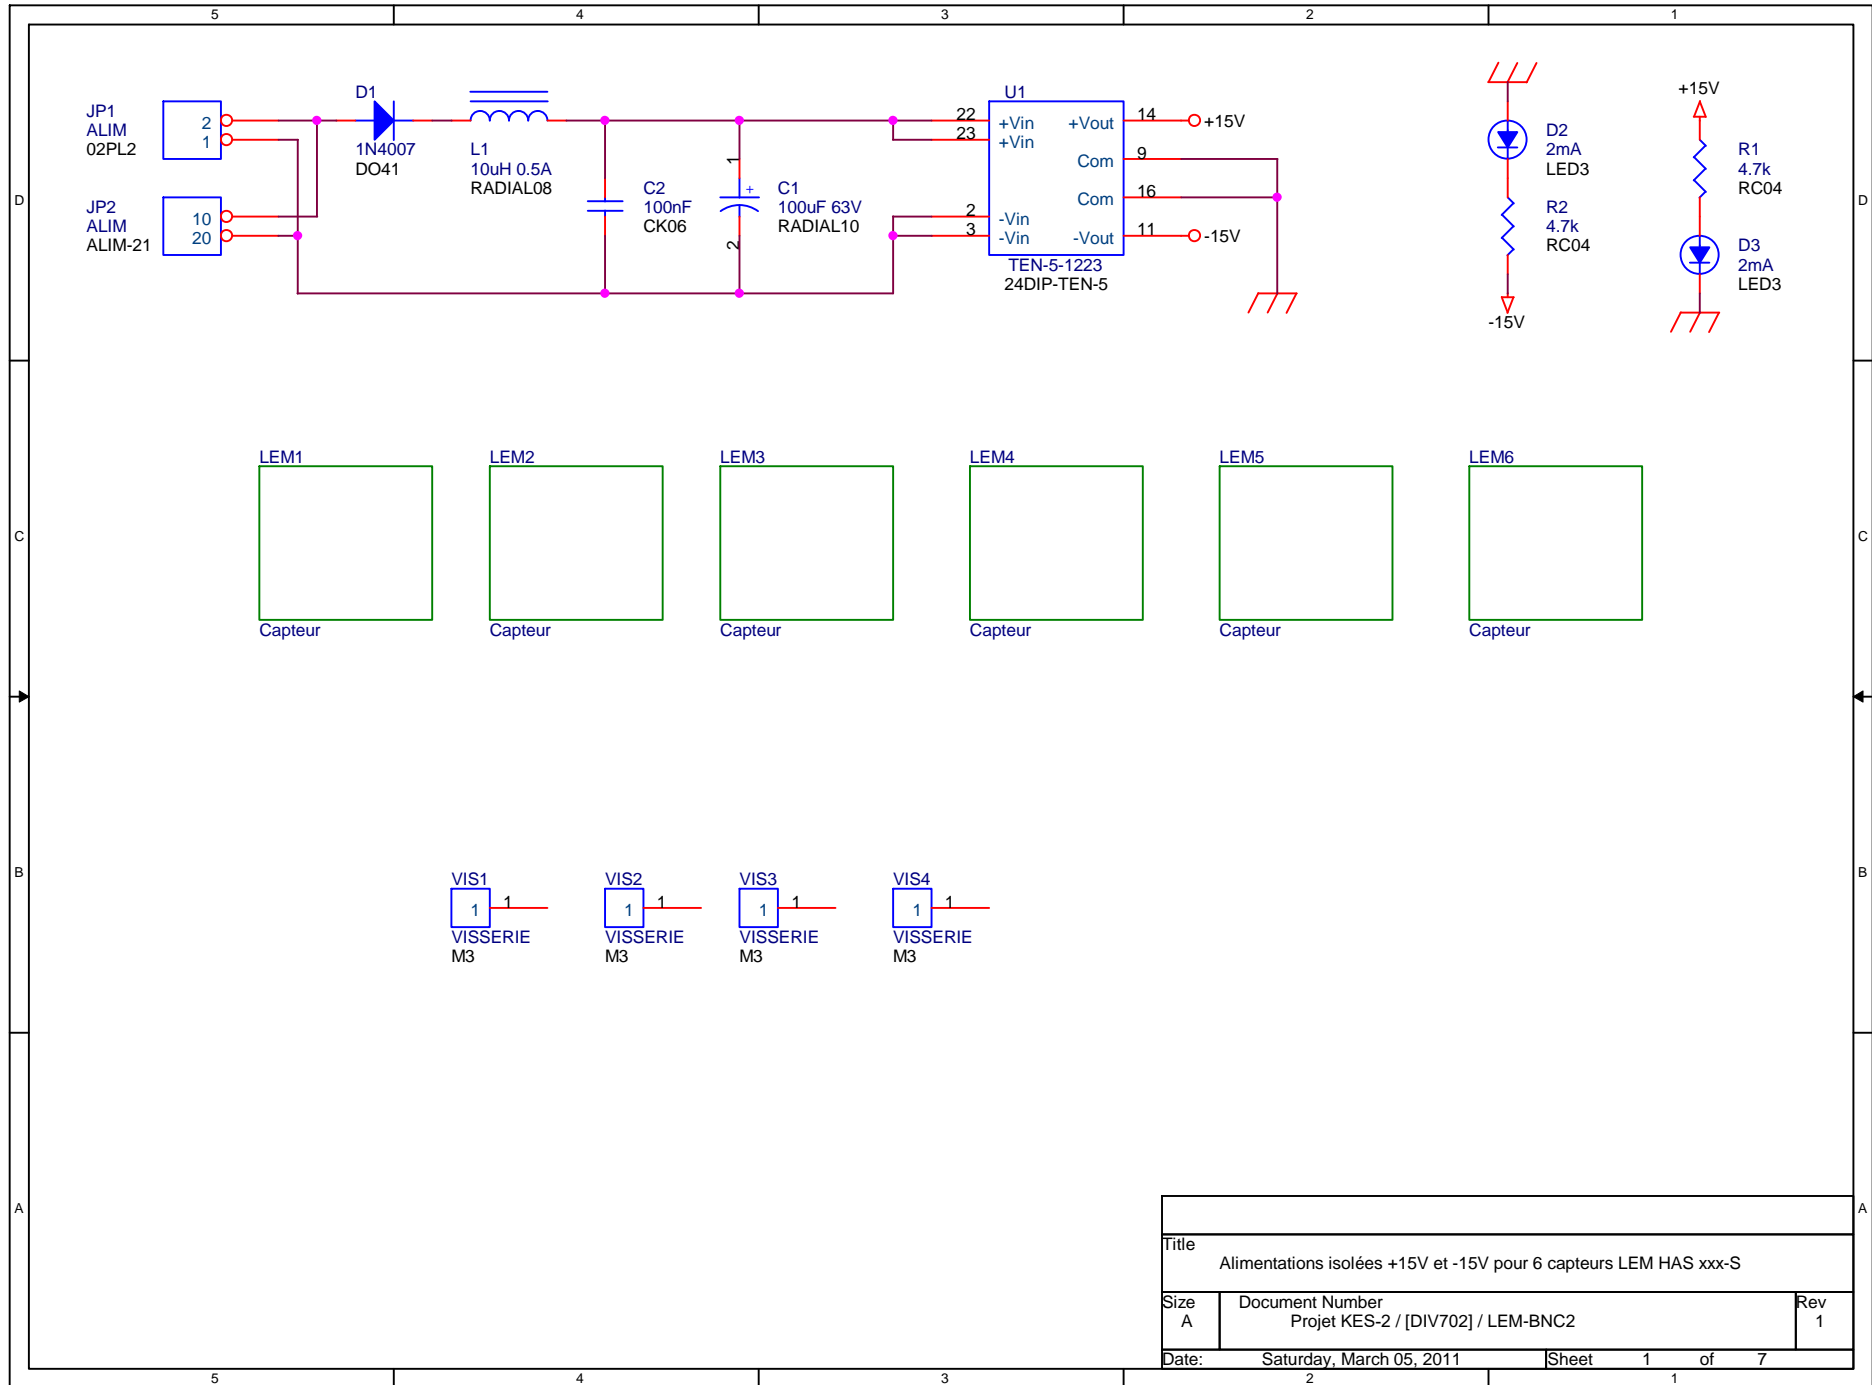 5 4 3 2 1
D
JP1
ALIM
02PL2
2
1
JP2
ALIM
ALIM-21
10
20
D1
1N4007
DO41
L1
10uH 0.5A
RADIAL08
C2
100nF
CK06
1
+
2
C1
100uF 63V
RADIAL10
U1
22 +Vin +Vout 14 +15V
23 +Vin
Com 9
Com 16
2 -Vin
3 -Vin -Vout 11 -15V
TEN-5-1223
24DIP-TEN-5
D2
2mA
LED3
R2
4.7k
RC04
-15V
+15V
R1
4.7k
RC04
D3
2mA
LED3
D
C
LEM1 LEM2 LEM3 LEM4 LEM5 LEM6
Capteur Capteur Capteur Capteur Capteur Capteur
C
B
VIS1 VIS2 VIS3 VIS4
1 1 1 1 1 1 1 1
VISSERIE VISSERIE VISSERIE VISSERIE
M3 M3 M3 M3
B
A
A
Title
Alimentations isolées +15V et -15V pour 6 capteurs LEM HAS xxx-S
Size Document Number Rev
A Projet KES-2 / [DIV702] / LEM-BNC2 1
Date: Saturday, March 05, 2011 Sheet 1 of 7
5 4 3 2 1